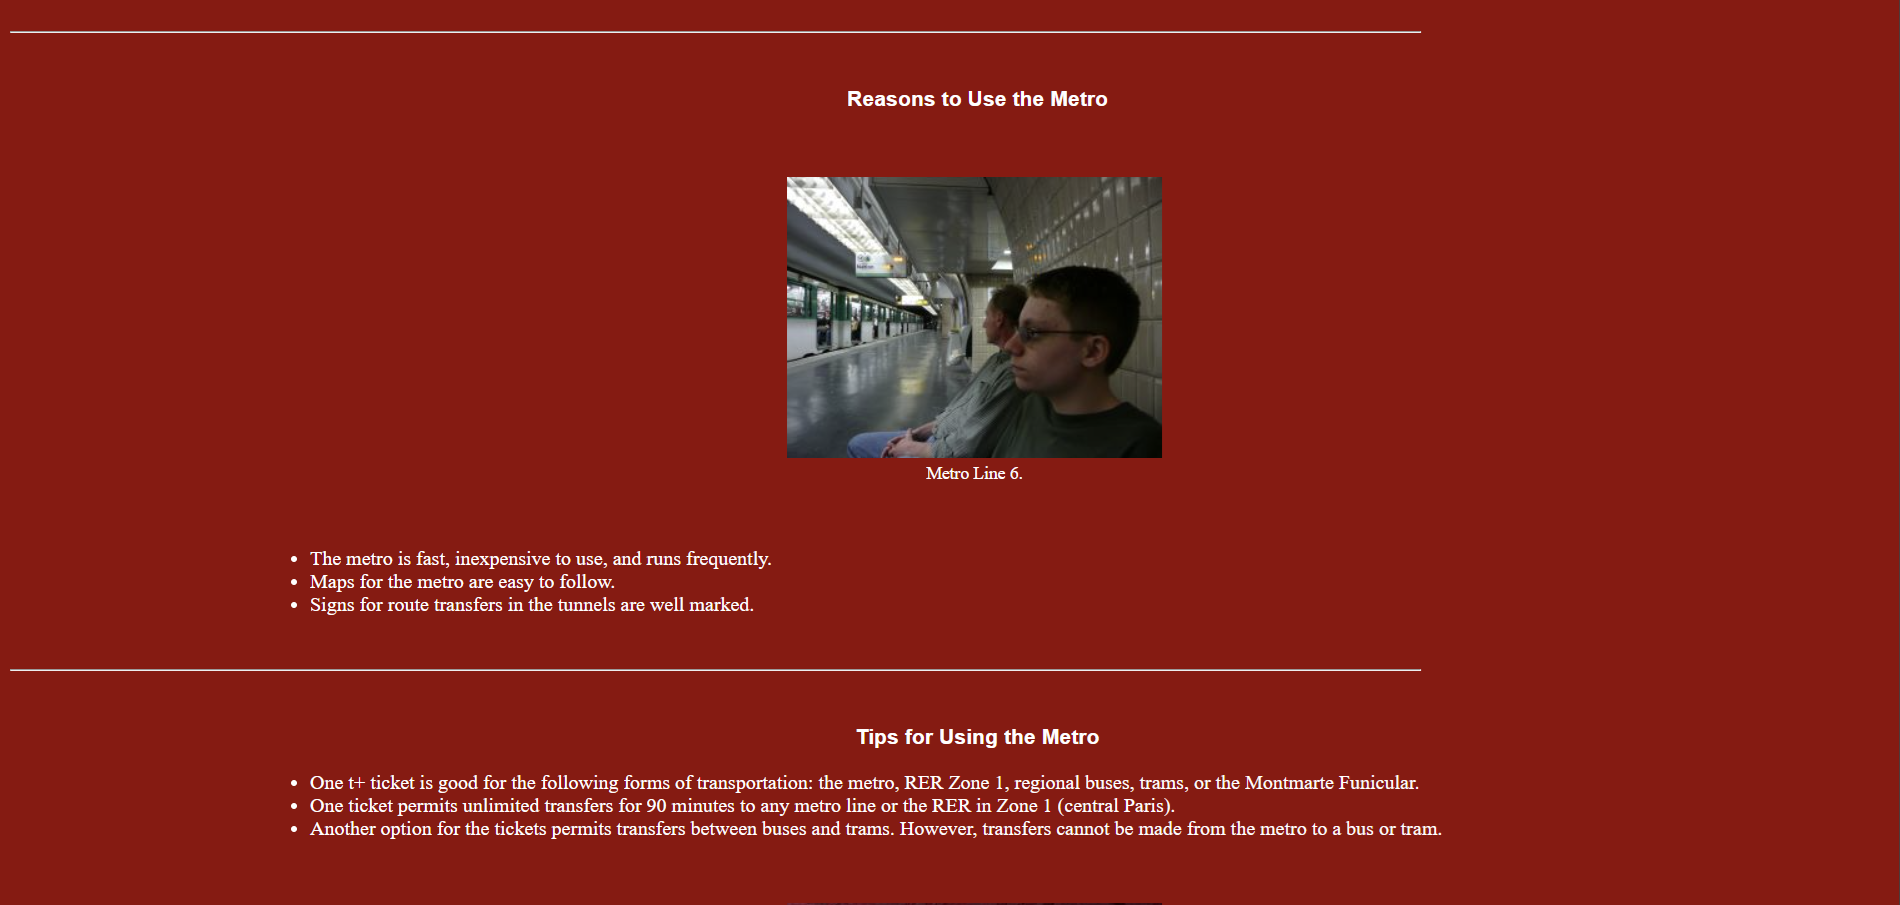 Reasons to Use the Metro
Metro Line 6.
The metro is fast, inexpensive to use, and runs frequently.
Maps for the metro are easy to follow.
Signs for route transfers in the tunnels are well marked.
Tips for Using the Metro
One t+ ticket is good for the following forms of transportation: the metro, RER Zone 1, regional buses, trams, or the Montmarte Funicular.
One ticket permits unlimited transfers for 90 minutes to any metro line or the RER in Zone 1 (central Paris).
Another option for the tickets permits transfers between buses and trams. However, transfers cannot be made from the metro to a bus or tram.